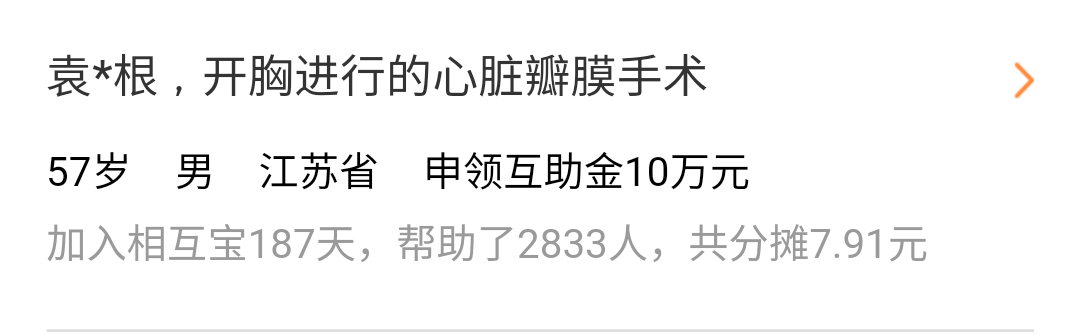 袁*根，开胸进行的心脏瓣膜手术
57岁 男 江苏省 申领互助金10万元
加入相互宝187天，帮助了2833人，共分摊7.91元